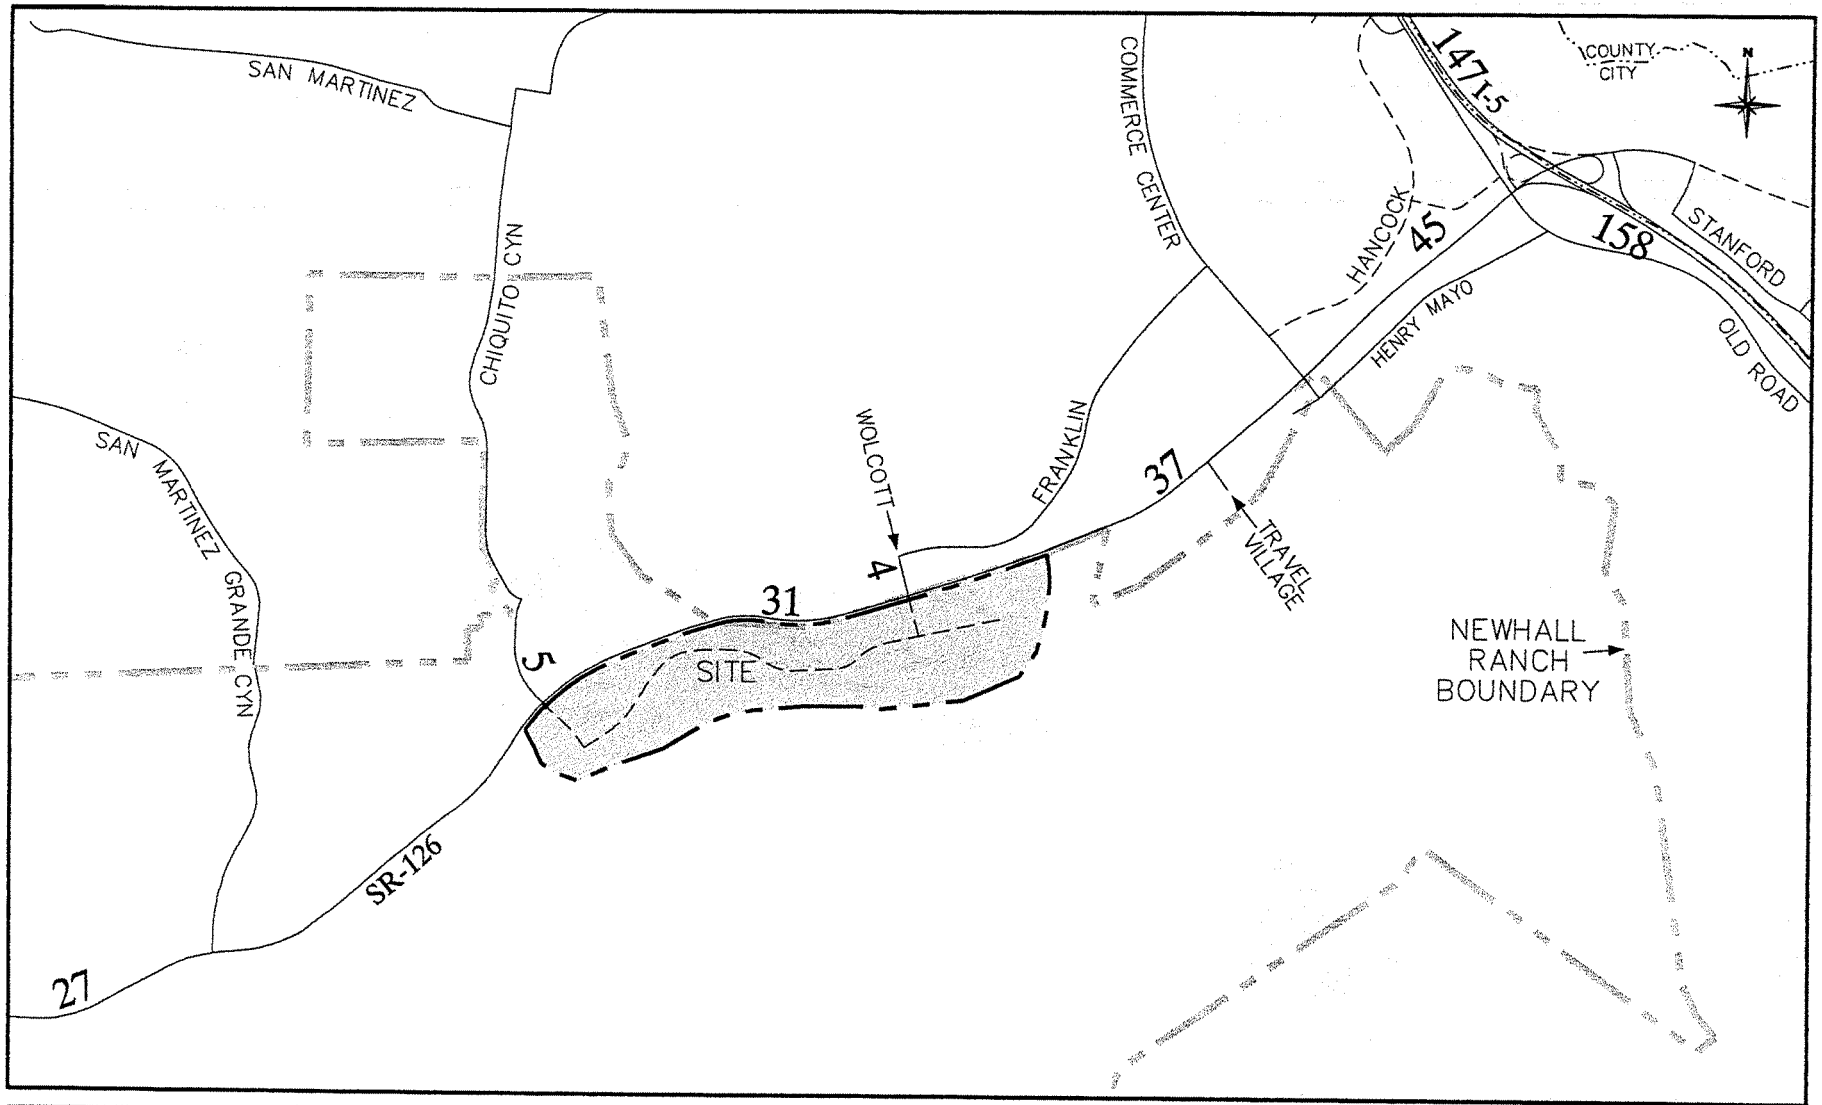 SAN MARTINEZ
COMMERCE CENTER
147
I-5
COUNTY
CITY
N
CHIQUITO CYN
HANCOCK
45
158
STANFORD
HENRY MAYO
OLD ROAD
SAN MARTINEZ GRANDE CYN
WOLCOTT
FRANKLIN
37
TRAVEL
VILLAGE
4
31
5
SITE
NEWHALL
RANCH
BOUNDARY
SR-126
27